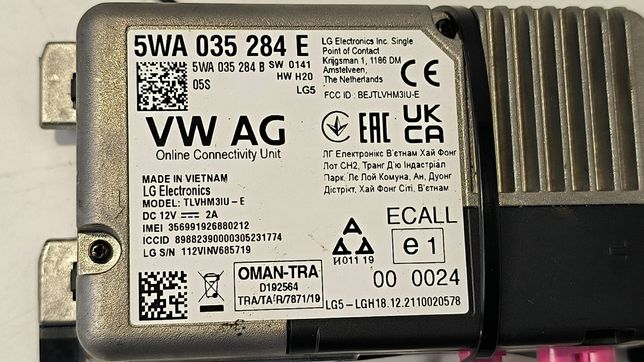 5WA 035 284 E
5WA 035 284 B SW 0141
HW H20
05S
LG5
LG Electronics Inc. Single
Point of Contact
Krijgsman 1, 1186 DM
Amstelveen,
The Netherlands
CE
FCC ID : BEJTLVHM3IU-E
VW AG
Online Connectivity Unit
EAC
UK
CA
ЛГ Електронікс В'єтнам Хай Фонг
Лот CH2, Транг Д'ю Індастріал
Парк. Лє Лой Комуна, Ан, Дуонг
Дістрікт, Хай Фонг Сіті, В'єтнам
MADE IN VIETNAM
LG Electronics
MODEL: TLVHM3IU-E
DC 12V 2A
IMEI 356991926880212
ICCID 89882390000305231774
LG S/N 112VINV685719
И011 19
ECALL
e1
00 0024
OMAN-TRA
D192564
TRA/TA-R/7871/19
LG5-LGH18.12.2110020578